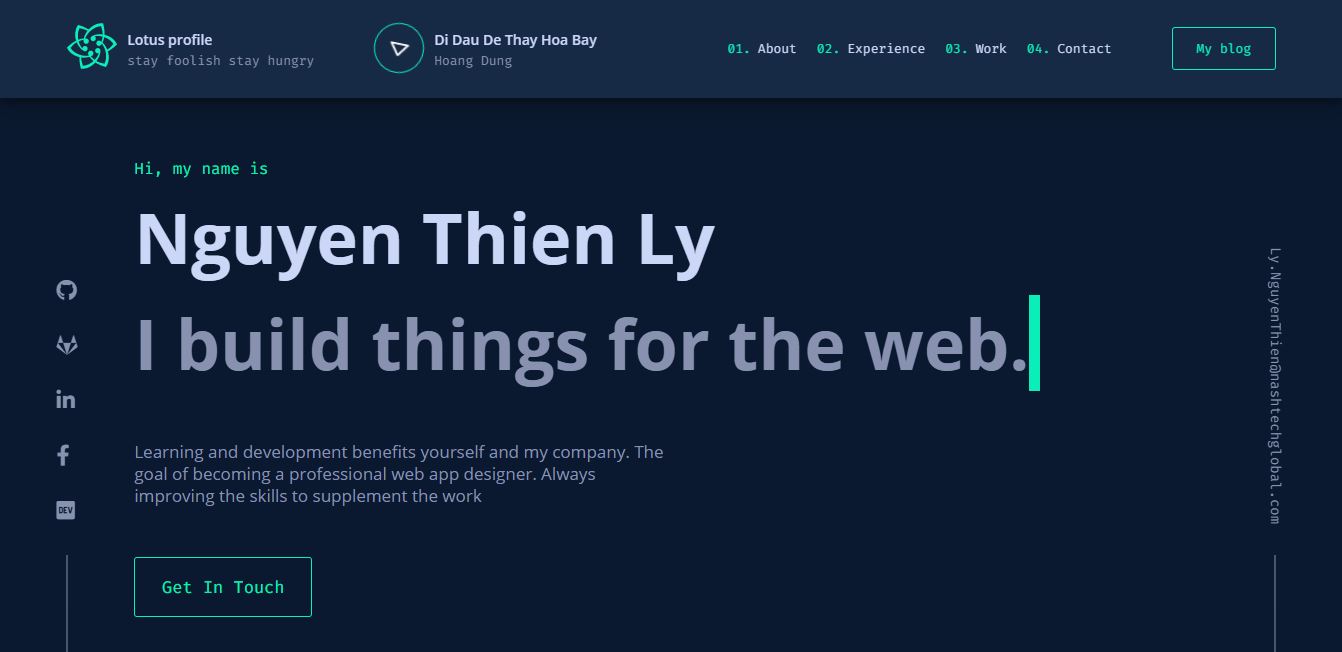 Lotus profile
stay foolish stay hungry
Di Dau De Thay Hoa Bay
Hoang Dung
01. About 02. Experience 03. Work 04. Contact
My blog
Hi, my name is
Nguyen Thien Ly
I build things for the web.
Learning and development benefits yourself and my company. The
goal of becoming a professional web app designer. Always
improving the skills to supplement the work
Get In Touch
DEV
Ly.NguyenThien@nashtechglobal.com